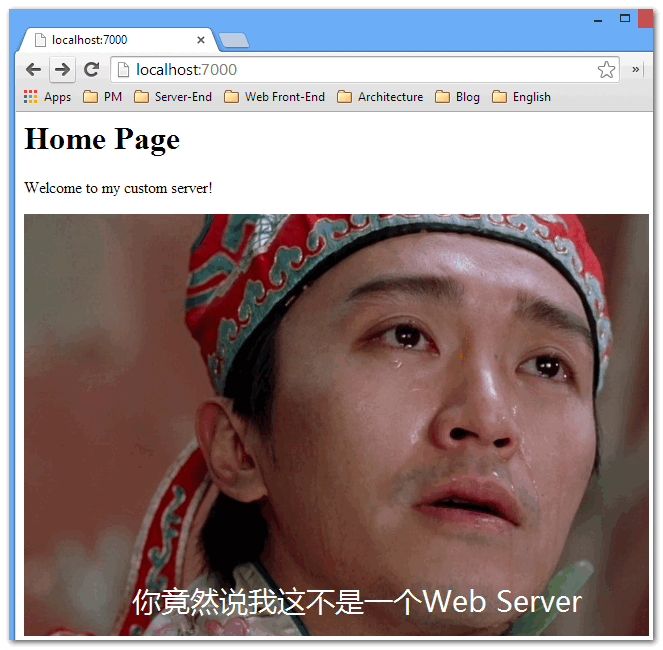 localhost:7000
localhost:7000
Apps PM Server-End Web Front-End Architecture Blog English
Home Page
Welcome to my custom server!
你竟然说我这不是一个Web Server